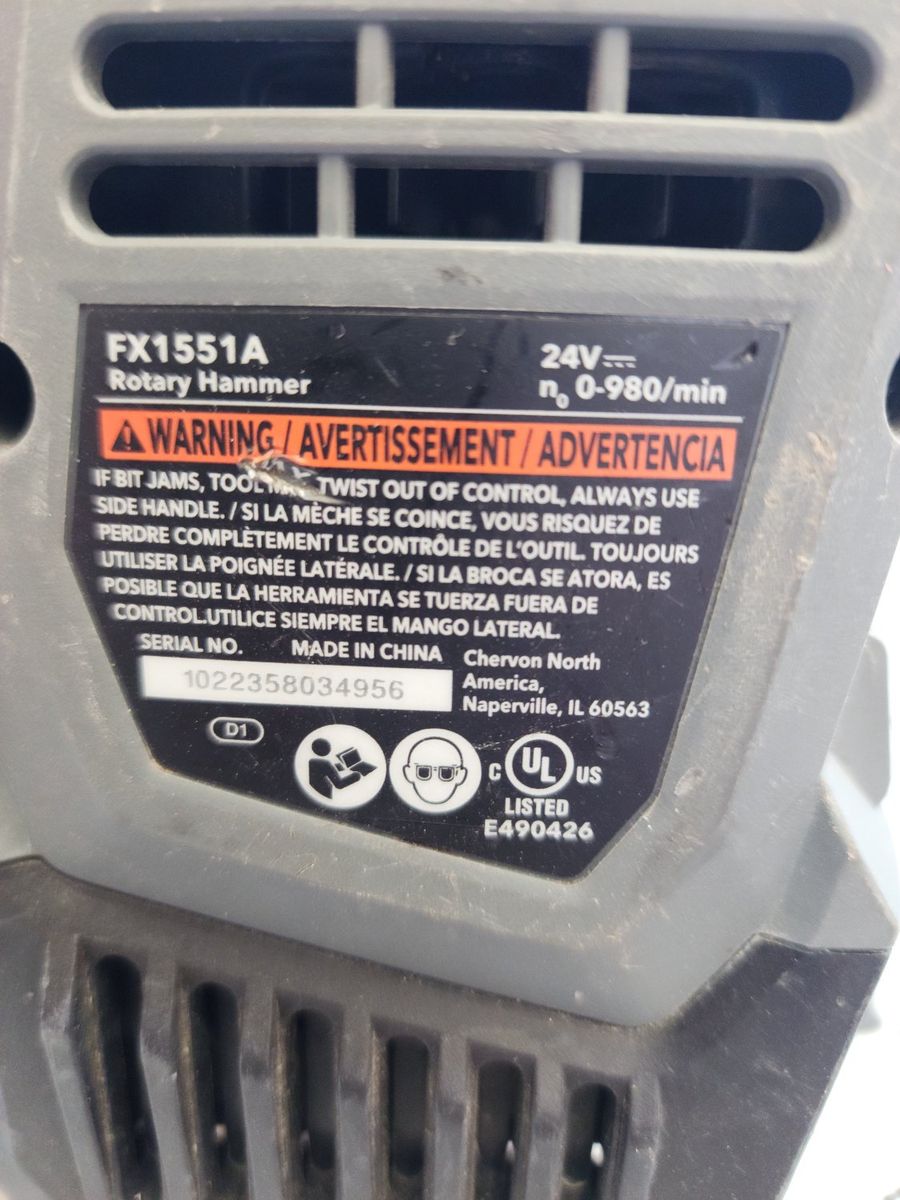 FX1551A
Rotary Hammer
24V
n0 0-980/min
WARNING / AVERTISSEMENT / ADVERTENCIA
IF BIT JAMS, TOOL MAY TWIST OUT OF CONTROL, ALWAYS USE
SIDE HANDLE. / SI LA MÈCHE SE COINCE, VOUS RISQUEZ DE
PERDRE COMPLÈTEMENT LE CONTRÔLE DE L'OUTIL. TOUJOURS
UTILISER LA POIGNÉE LATÉRALE. / SI LA BROCA SE ATORA, ES
POSIBLE QUE LA HERRAMIENTA SE TUERZA FUERA DE
CONTROL.UTILICE SIEMPRE EL MANGO LATERAL.
SERIAL NO. MADE IN CHINA
1022358034956
Chervon North
America,
Naperville, IL 60563
D1
C UL US
LISTED
E490426